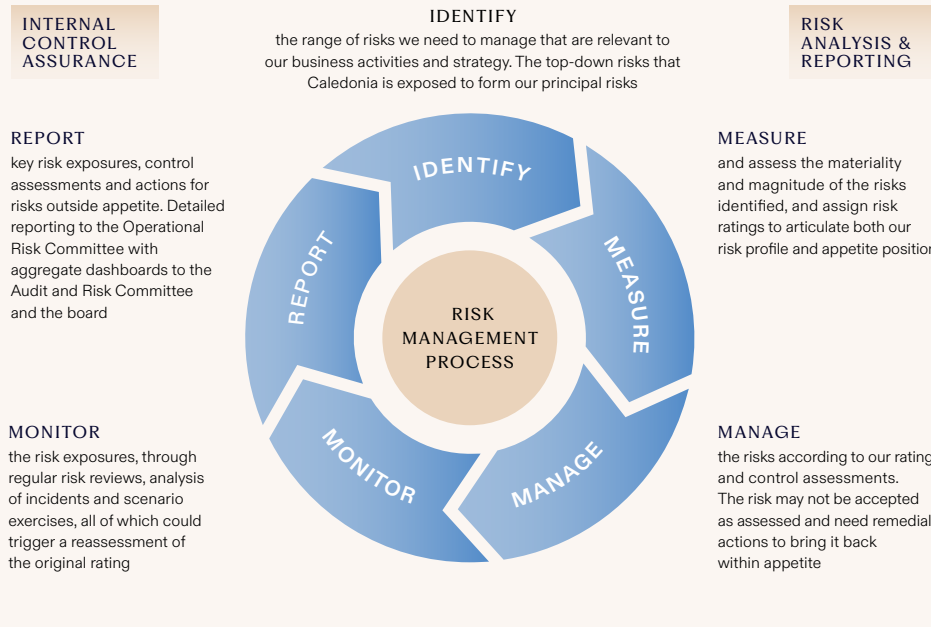 INTERNAL
CONTROL
ASSURANCE
IDENTIFY
the range of risks we need to manage that are relevant to
our business activities and strategy. The top-down risks that
Caledonia is exposed to form our principal risks
RISK
ANALYSIS &
REPORTING
REPORT
key risk exposures, control
assessments and actions for
risks outside appetite. Detailed
reporting to the Operational
Risk Committee with
aggregate dashboards to the
Audit and Risk Committee
and the board
MEASURE
and assess the materiality
and magnitude of the risks
identified, and assign risk
ratings to articulate both our
risk profile and appetite position
IDENTIFY
MEASURE
MANAGE
MONITOR
REPORT
RISK
MANAGEMENT
PROCESS
MONITOR
the risk exposures, through
regular risk reviews, analysis
of incidents and scenario
exercises, all of which could
trigger a reassessment of
the original rating
MANAGE
the risks according to our rating
and control assessments.
The risk may not be accepted
as assessed and need remedial
actions to bring it back
within appetite